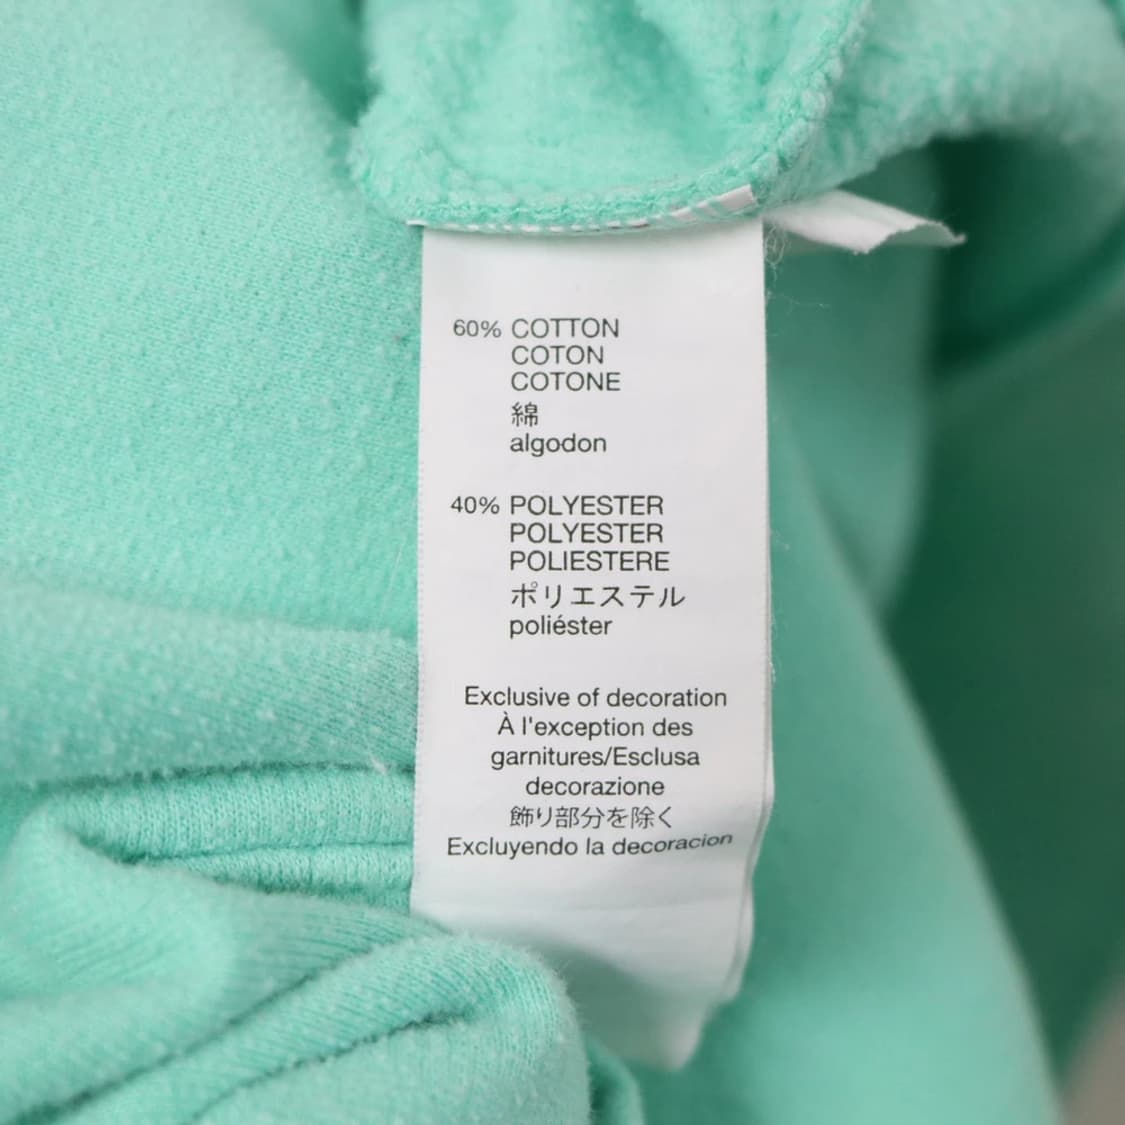 60% COTTON
COTON
COTONE
綿
algodon
40% POLYESTER
POLYESTER
POLIESTERE
ポリエステル
poliéster
Exclusive of decoration
À l'exception des
garnitures/Esclusa
decorazione
飾り部分を除く
Excluyendo la decoracion